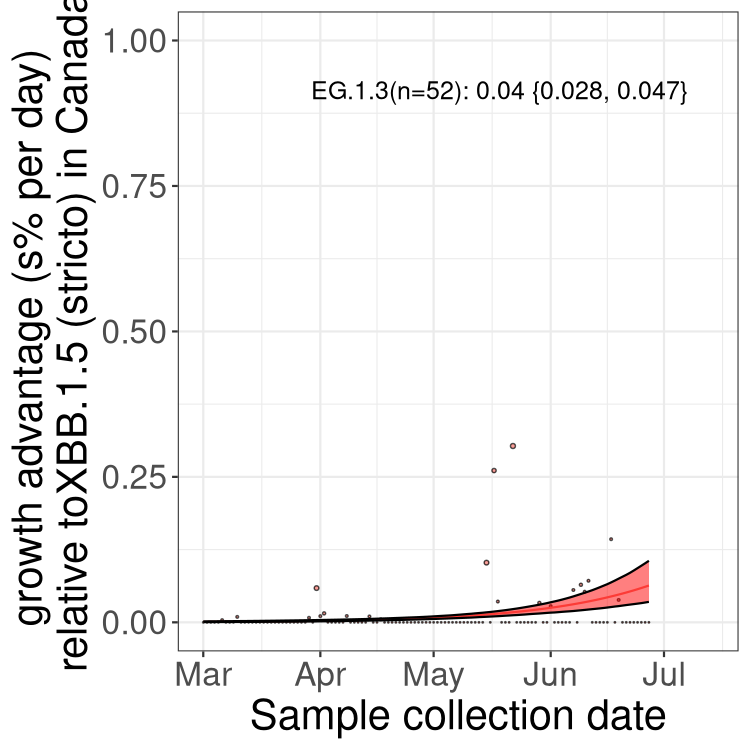 growth advantage (s% per day)
relative toXBB.1.5 (stricto) in Canada
1.00
0.75
0.50
0.25
0.00
EG.1.3(n=52): 0.04 {0.028, 0.047}
Mar
Apr
May
Jun
Jul
Sample collection date